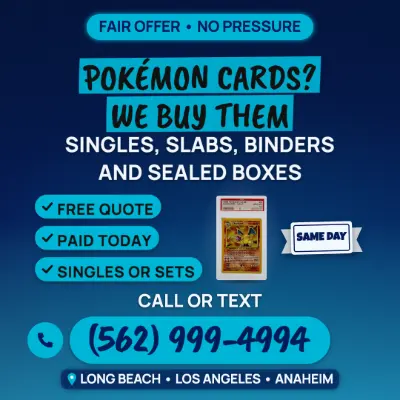 FAIR OFFER • NO PRESSURE
POKÉMON CARDS?
WE BUY THEM
SINGLES, SLABS, BINDERS
AND SEALED BOXES
FREE QUOTE
PAID TODAY
SINGLES OR SETS
SAME DAY
CALL OR TEXT
(562) 999-4994
LONG BEACH • LOS ANGELES • ANAHEIM